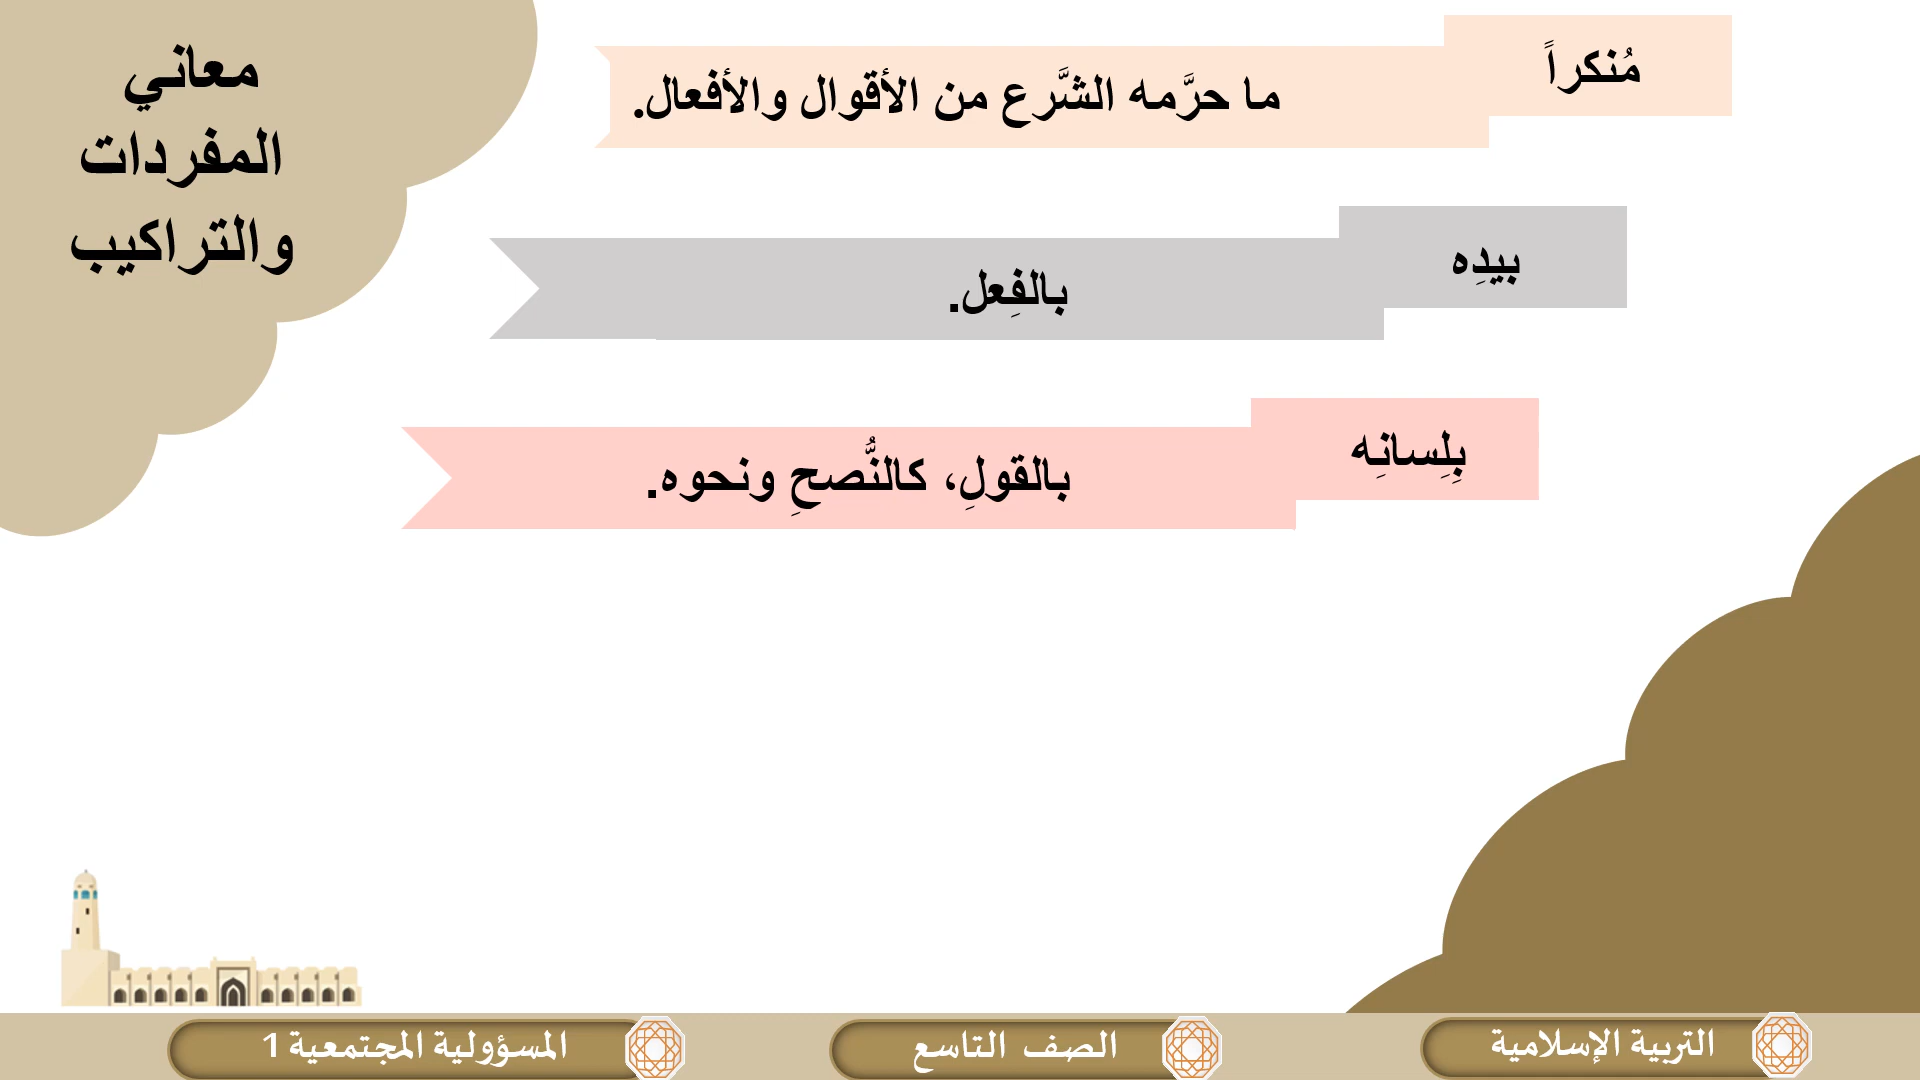 معاني
المفردات
والتراكيب
مُنكراً
ما حرَّمه الشَّرع من الأقوال والأفعال.
بيدِه
بالفِعل.
بِلِسانِه
بالقولِ، كالنُّصحِ ونحوه.
التربية الإسلامية
الصف التاسع
المسؤولية المجتمعية 1